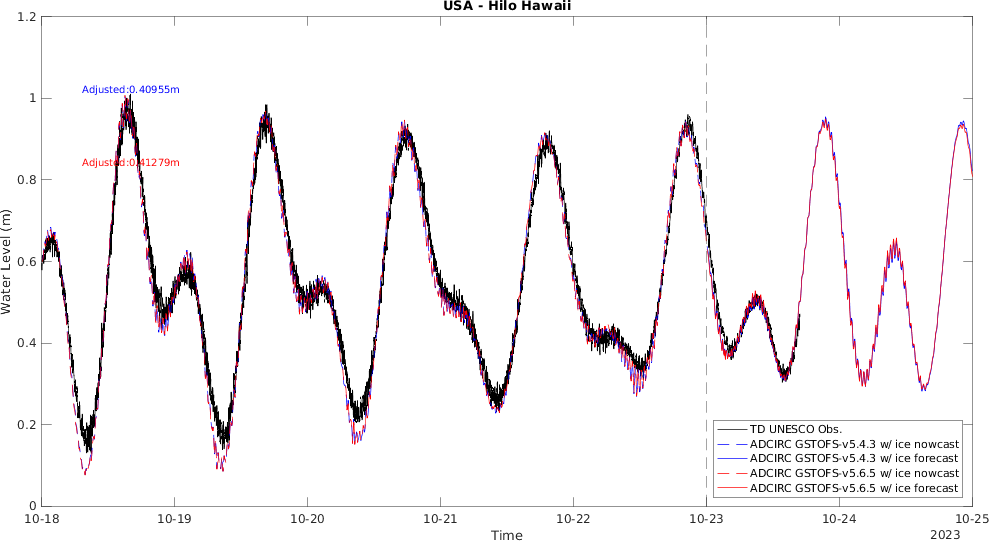 USA - Hilo Hawaii
1.2
1
0.8
0.6
0.4
0.2
0
Water Level (m)
Adjusted:0.40955m
Adjusted:0.41279m
TD UNESCO Obs.
ADCIRC GSTOFS-v5.4.3 w/ ice nowcast
ADCIRC GSTOFS-v5.4.3 w/ ice forecast
ADCIRC GSTOFS-v5.6.5 w/ ice nowcast
ADCIRC GSTOFS-v5.6.5 w/ ice forecast
10-18 10-19 10-20 10-21 10-22 10-23 10-24 10-25
Time
2023